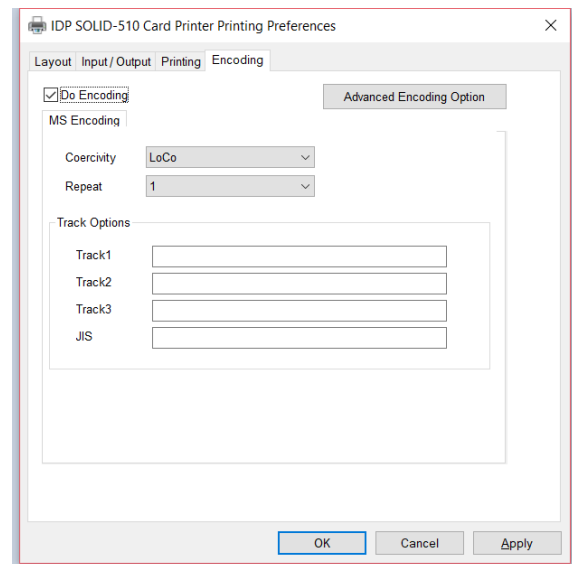 IDP SOLID-510 Card Printer Printing Preferences
Layout Input / Output Printing Encoding
Do Encoding
Advanced Encoding Option
MS Encoding
Coercivity LoCo
Repeat 1
Track Options
Track1
Track2
Track3
JIS
OK Cancel Apply